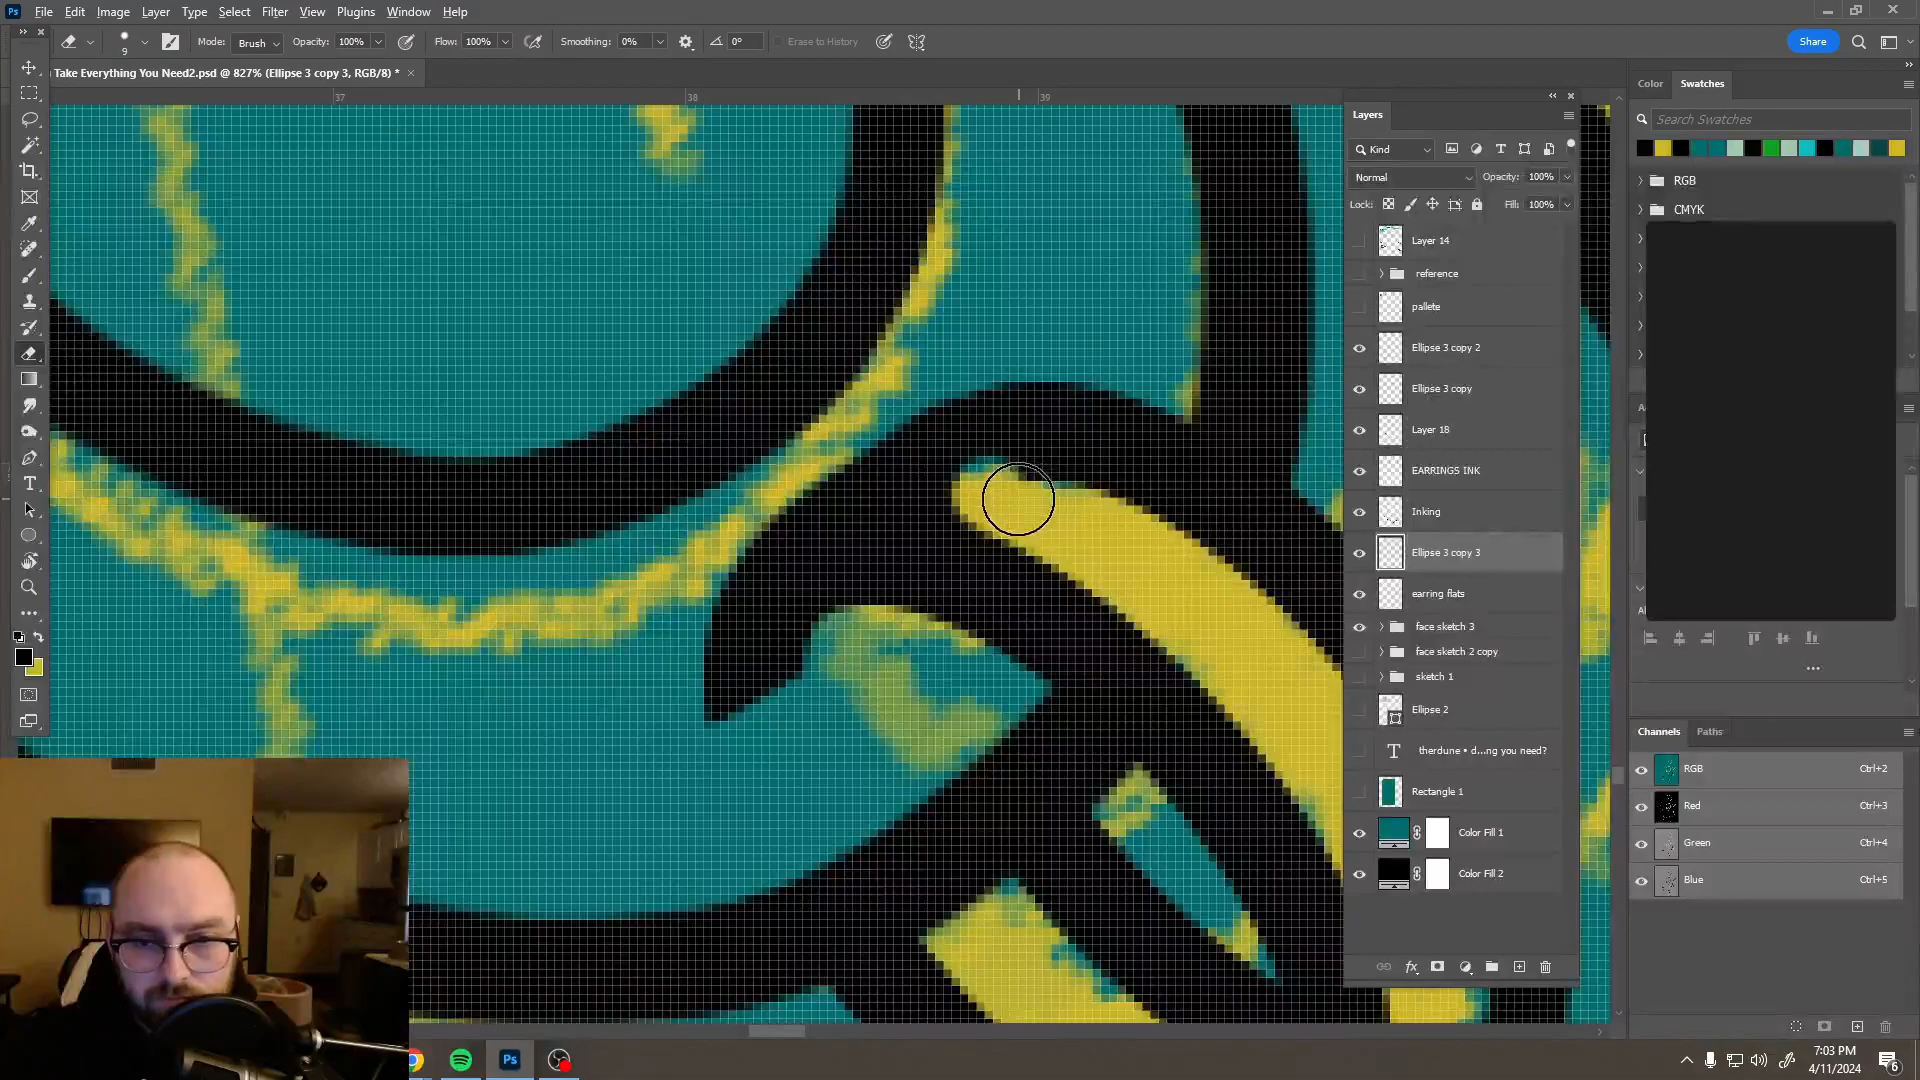 Ps File Edit Image Layer Type Select Filter View Plugins Window Help
9 Mode: Brush Opacity: 100% Flow: 100% Smoothing: 0% 0° Erase to History Share
Take Everything You Need2.psd @ 827% (Ellipse 3 copy 3, RGB/8) * ×
37 38 39
Layers
Kind
Normal Opacity: 100%
Lock: Fill: 100%
Layer 14
reference
pallete
Ellipse 3 copy 2
Ellipse 3 copy
Layer 18
EARRINGS INK
Inking
Ellipse 3 copy 3
earring flats
face sketch 3
face sketch 2 copy
sketch 1
Ellipse 2
T therdune • d...ng you need?
Rectangle 1
Color Fill 1
Color Fill 2
fx
Color Swatches
Search Swatches
RGB
CMYK
Channels Paths
RGB Ctrl+2
Red Ctrl+3
Green Ctrl+4
Blue Ctrl+5
Ps
7:03 PM
4/11/2024
6